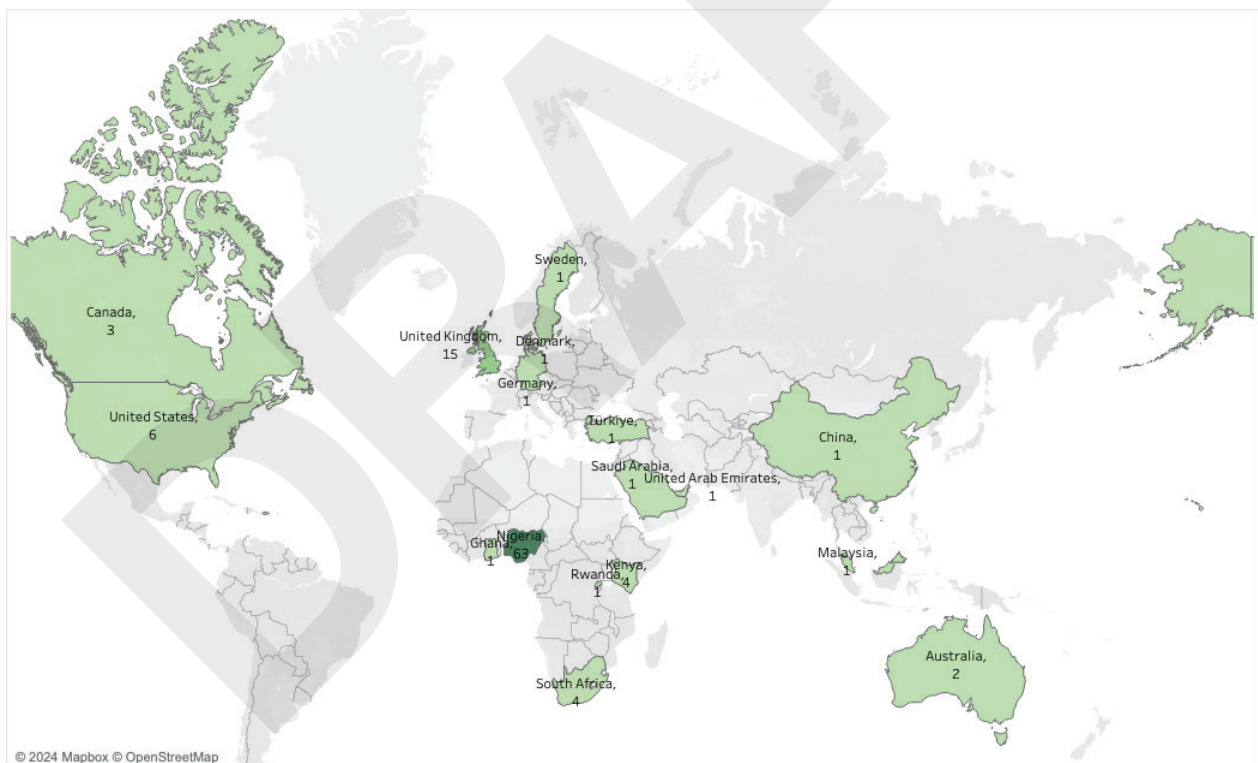 DRAFT
Sweden,
1
Canada,
3
United Kingdom,
15
Denmark,
1
Germany,
1
United States,
6
Türkiye,
1
China,
1
Saudi Arabia,
1
United Arab Emirates,
1
Nigeria,
63
Ghana,
1
Malaysia,
1
Kenya,
4
Rwanda,
1
Australia,
2
South Africa,
4
© 2024 Mapbox © OpenStreetMap